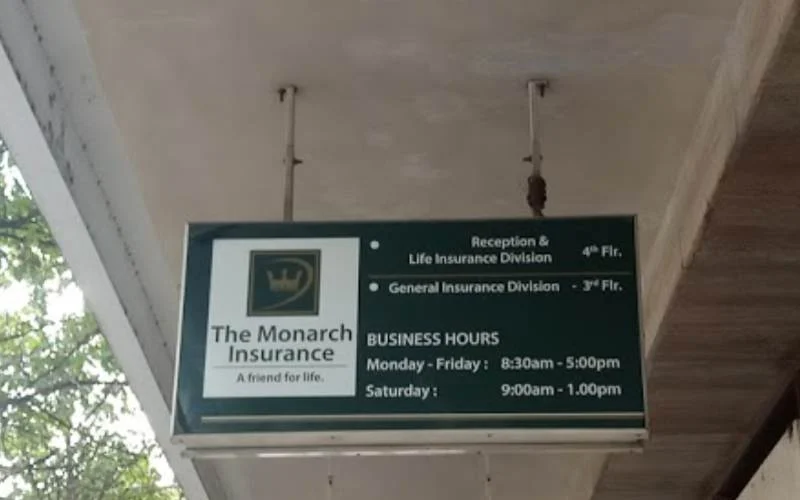 The Monarch
Insurance
A friend for life.
Reception &
Life Insurance Division 4th Flr.
General Insurance Division - 3rd Flr.
BUSINESS HOURS
Monday - Friday : 8:30am - 5:00pm
Saturday : 9:00am - 1.00pm